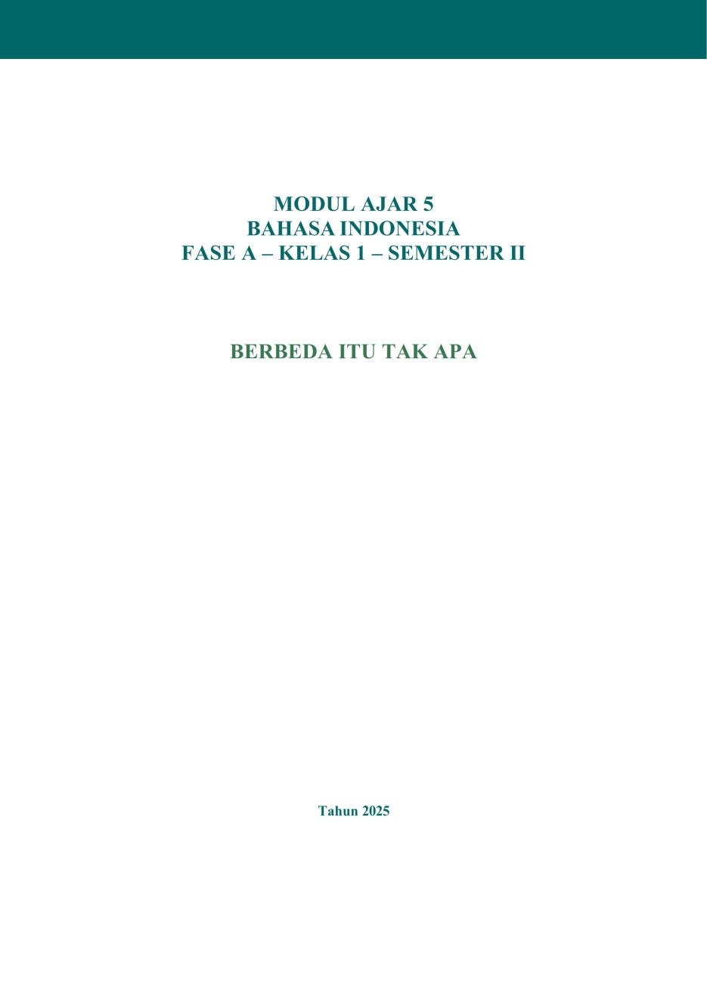 MODUL AJAR 5
BAHASA INDONESIA
FASE A – KELAS 1 – SEMESTER II
BERBEDA ITU TAK APA
Tahun 2025